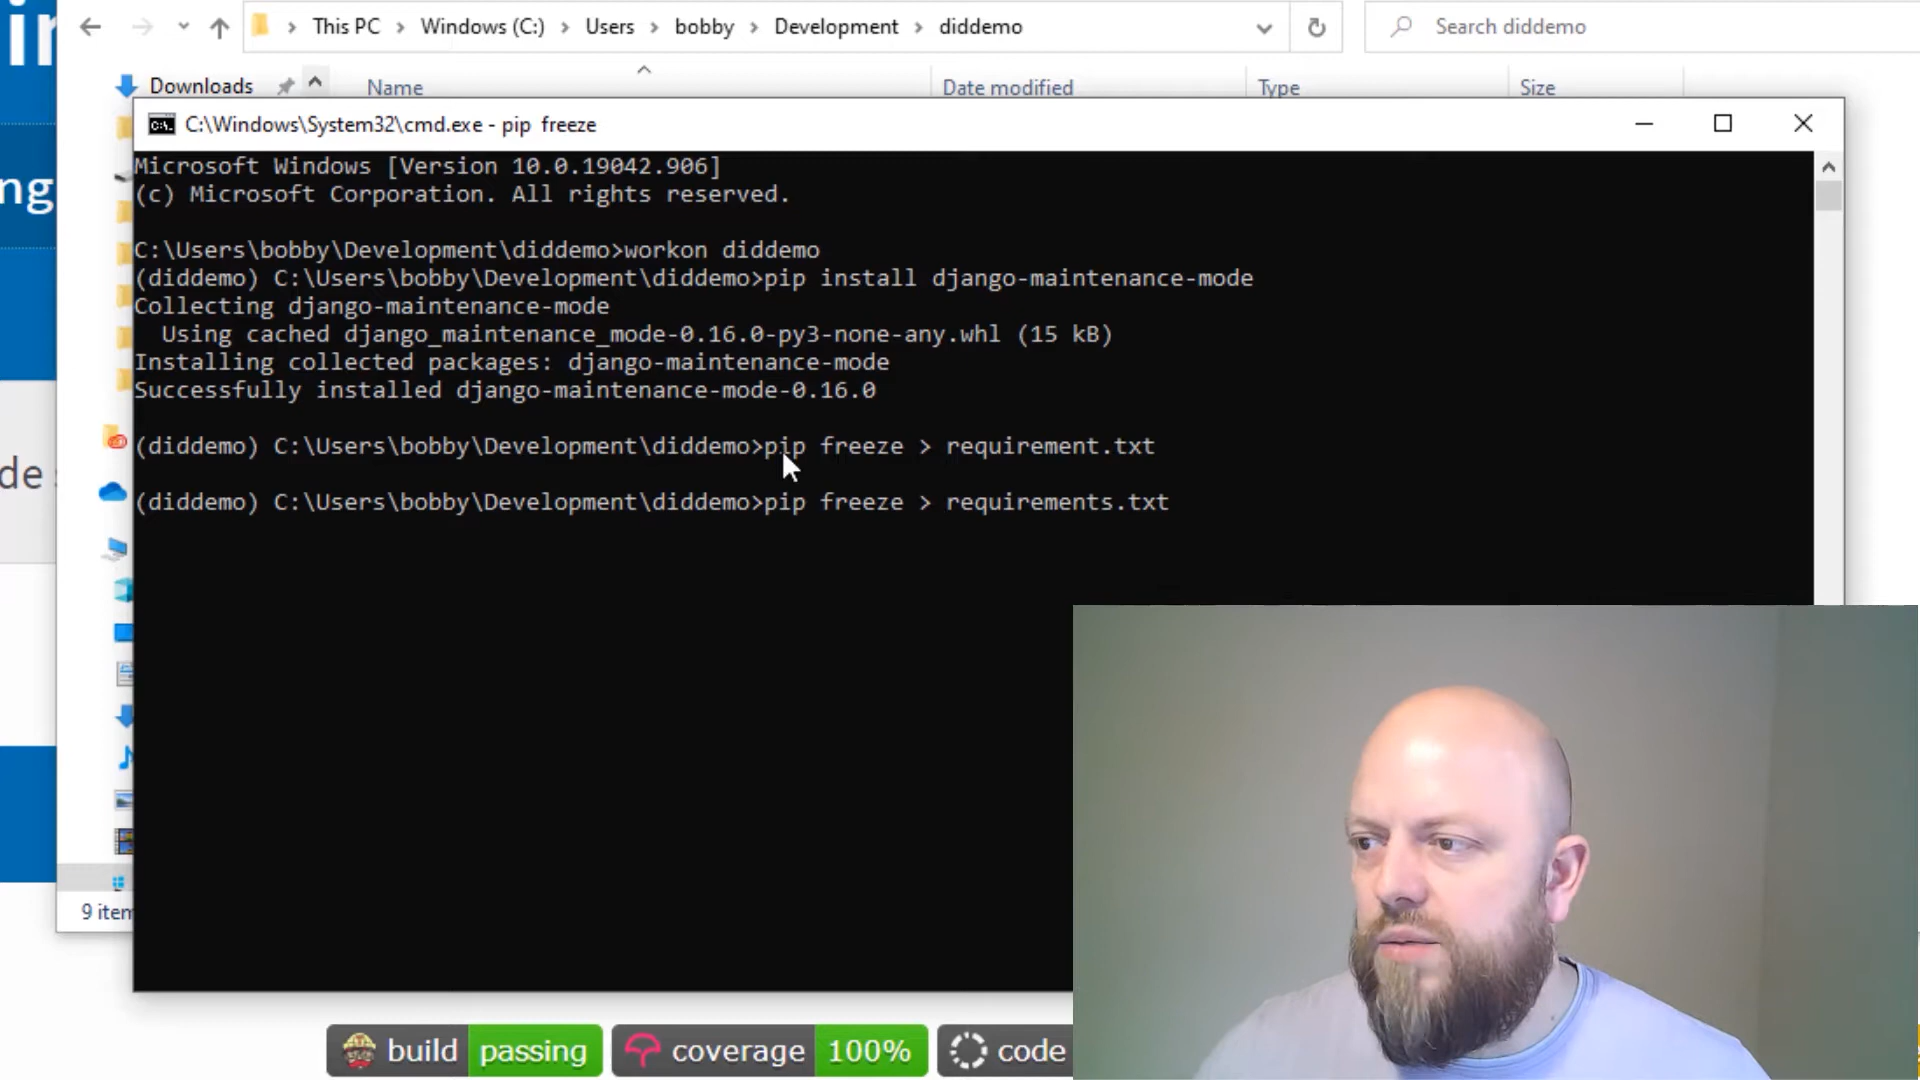 This PC > Windows (C:) > Users > bobby > Development > diddemo
Search diddemo
Downloads
Name
Date modified
Type
Size
C:\Windows\System32\cmd.exe - pip  freeze
Microsoft Windows [Version 10.0.19042.906]
(c) Microsoft Corporation. All rights reserved.
C:\Users\bobby\Development\diddemo>workon diddemo
(diddemo) C:\Users\bobby\Development\diddemo>pip install django-maintenance-mode
Collecting django-maintenance-mode
  Using cached django_maintenance_mode-0.16.0-py3-none-any.whl (15 kB)
Installing collected packages: django-maintenance-mode
Successfully installed django-maintenance-mode-0.16.0
(diddemo) C:\Users\bobby\Development\diddemo>pip freeze > requirement.txt
(diddemo) C:\Users\bobby\Development\diddemo>pip freeze > requirements.txt
ng
de
9 item
build passing
coverage 100%
code